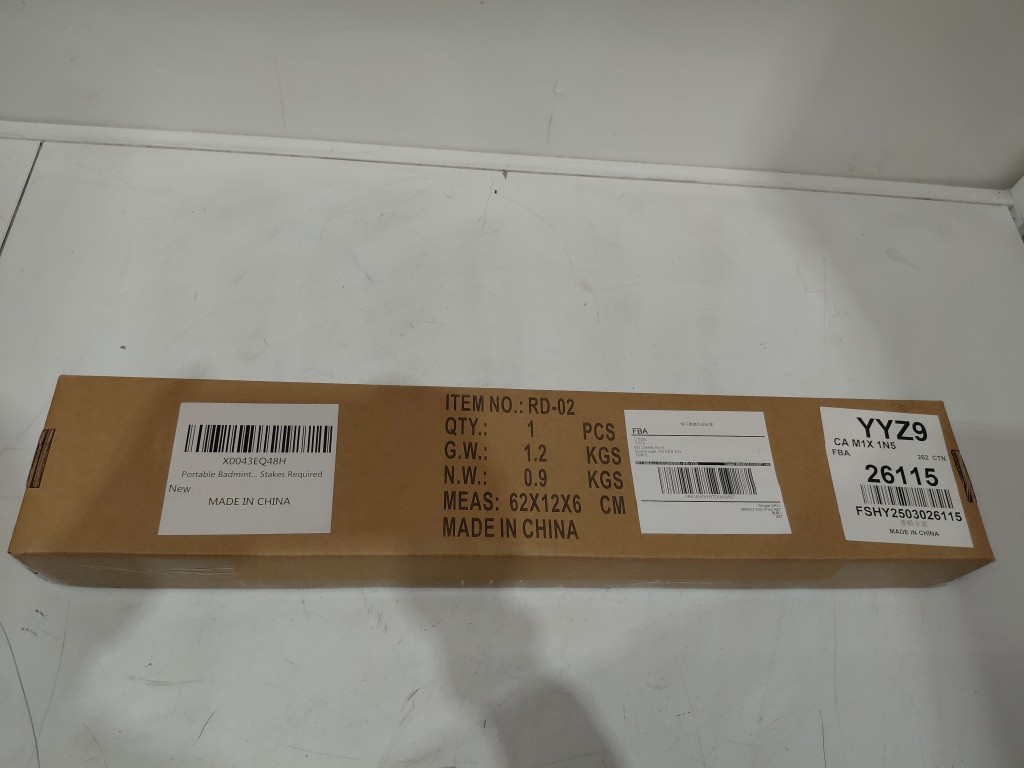 X0043EQ48H
Portable Badmint... Stakes Required
New
MADE IN CHINA
ITEM NO.: RD-02
QTY.: 1 PCS
G.W.: 1.2 KGS
N.W.: 0.9 KGS
MEAS: 62X12X6 CM
MADE IN CHINA
FBA
YYZ9
CA M1X 1N5
FBA 262 CTN
26115
FSHY2503026115
MADE IN CHINA